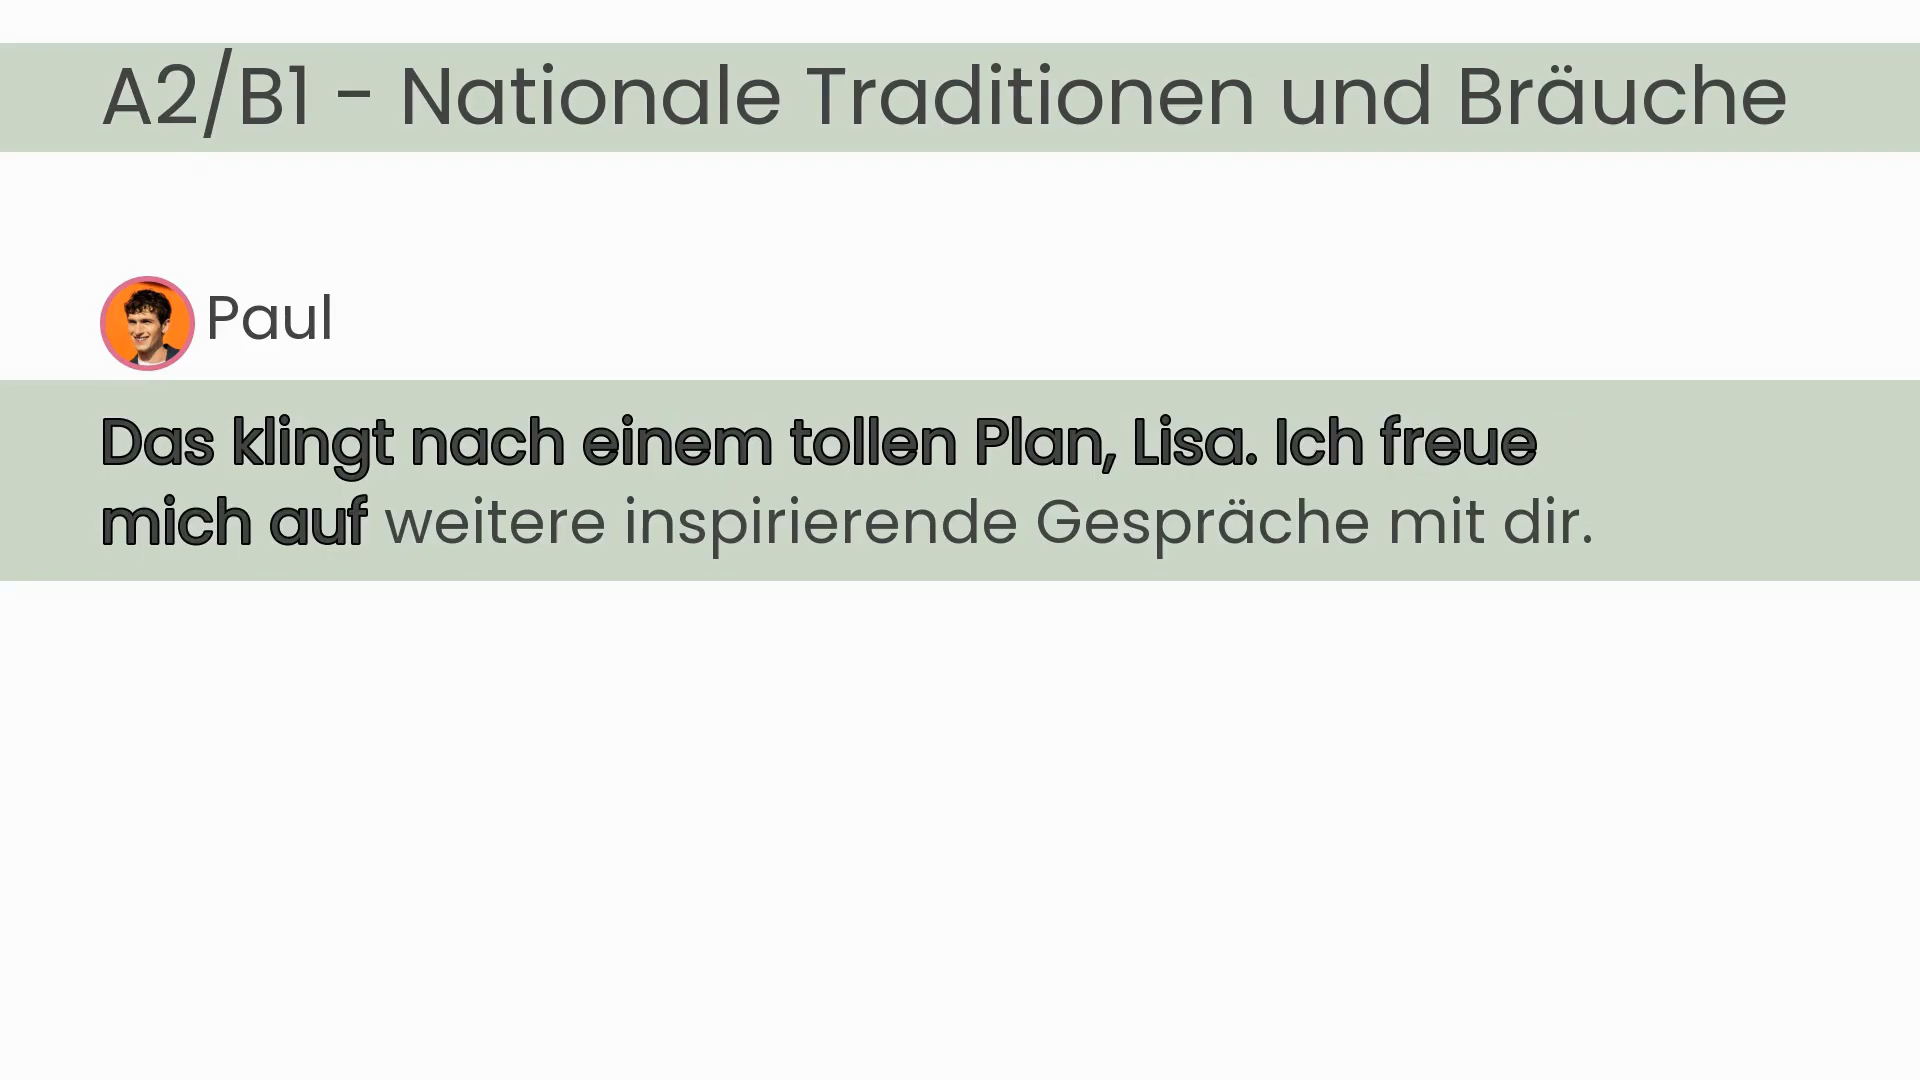 A2/B1 - Nationale Traditionen und Bräuche
Paul
Das klingt nach einem tollen Plan, Lisa. Ich freue
mich auf weitere inspirierende Gespräche mit dir.